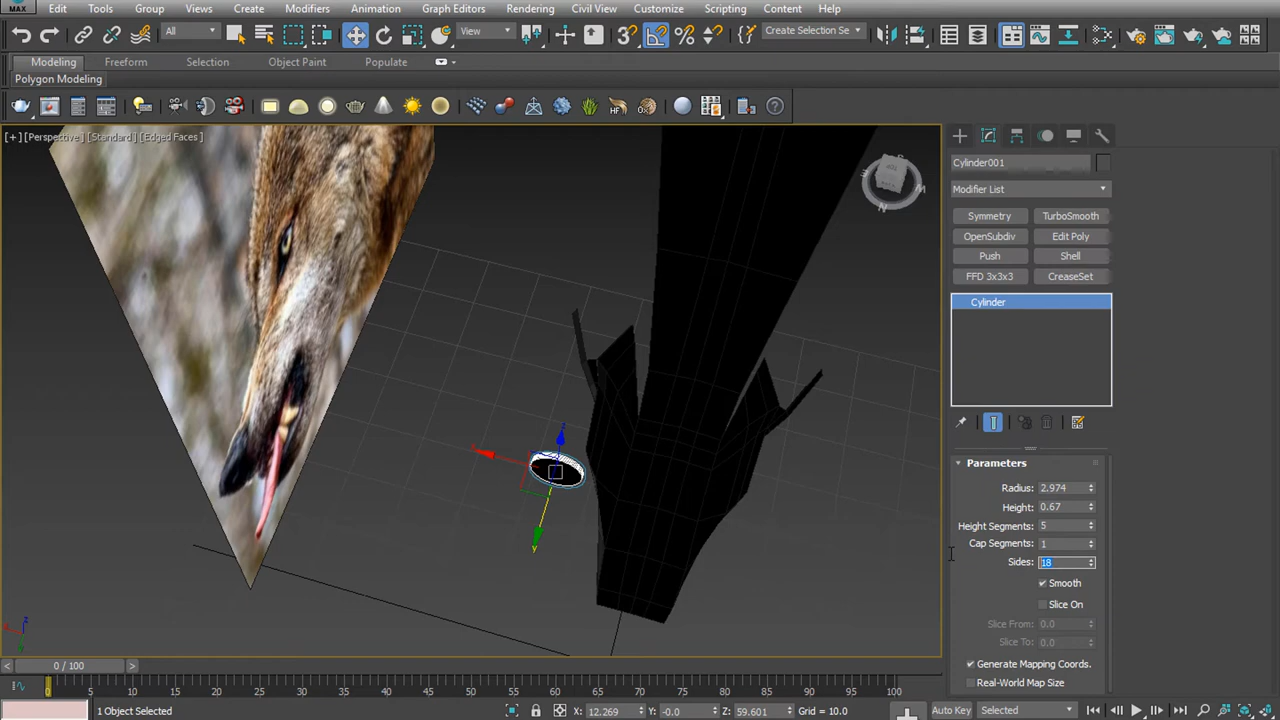 MAX
Edit Tools Group Views Create Modifiers Animation Graph Editors Rendering Civil View Customize Scripting Content Help
All
View
Create Selection Se
Modeling Freeform Selection Object Paint Populate
Polygon Modeling
[+] [Perspective] [Standard] [Edged Faces]
Cylinder001
Modifier List
Symmetry TurboSmooth
OpenSubdiv Edit Poly
Push Shell
FFD 3x3x3 CreaseSet
Cylinder
Parameters
Radius: 2.974
Height: 0.67
Height Segments: 5
Cap Segments: 1
Sides: 18
Smooth
Slice On
Slice From: 0.0
Slice To: 0.0
Generate Mapping Coords.
Real-World Map Size
x
z
y
z
0 / 100
0 5 10 15 20 25 30 35 40 45 50 55 60 65 70 75 80 85 90 95 100
1 Object Selected
X: 12.269 Y: -0.0 Z: 59.601 Grid = 10.0
Auto Key Selected